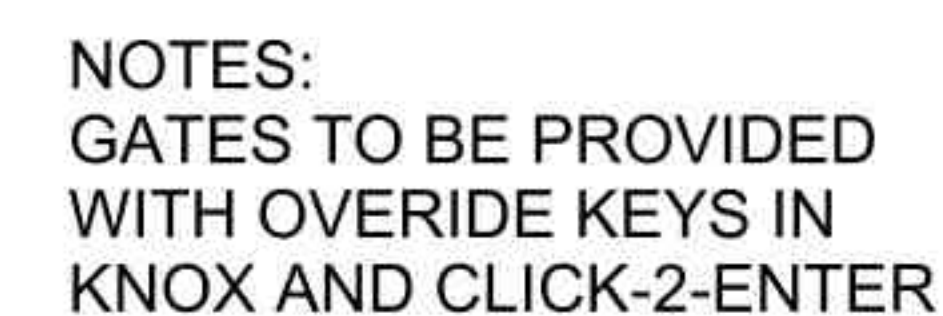 NOTES:
GATES TO BE PROVIDED
WITH OVERIDE KEYS IN
KNOX AND CLICK-2-ENTER